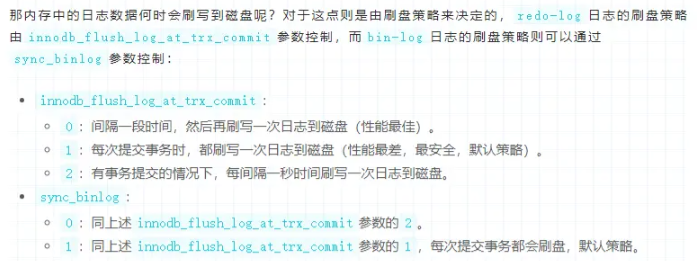 那内存中的日志数据何时会刷写到磁盘呢？对于这点则是由刷盘策略来决定的， redo-log 日志的刷盘策略
由 innodb_flush_log_at_trx_commit 参数控制，而 bin-log 日志的刷盘策略则可以通过
sync_binlog 参数控制：
• innodb_flush_log_at_trx_commit ：
◦ 0 ：间隔一段时间，然后再刷写一次日志到磁盘（性能最佳）。
◦ 1 ：每次提交事务时，都刷写一次日志到磁盘（性能最差，最安全，默认策略）。
◦ 2 ：有事务提交的情况下，每间隔一秒时间刷写一次日志到磁盘。
• sync_binlog ：
◦ 0 ：同上述 innodb_flush_log_at_trx_commit 参数的 2 。
◦ 1 ：同上述 innodb_flush_log_at_trx_commit 参数的 1 ，每次提交事务都会刷盘，默认策略。